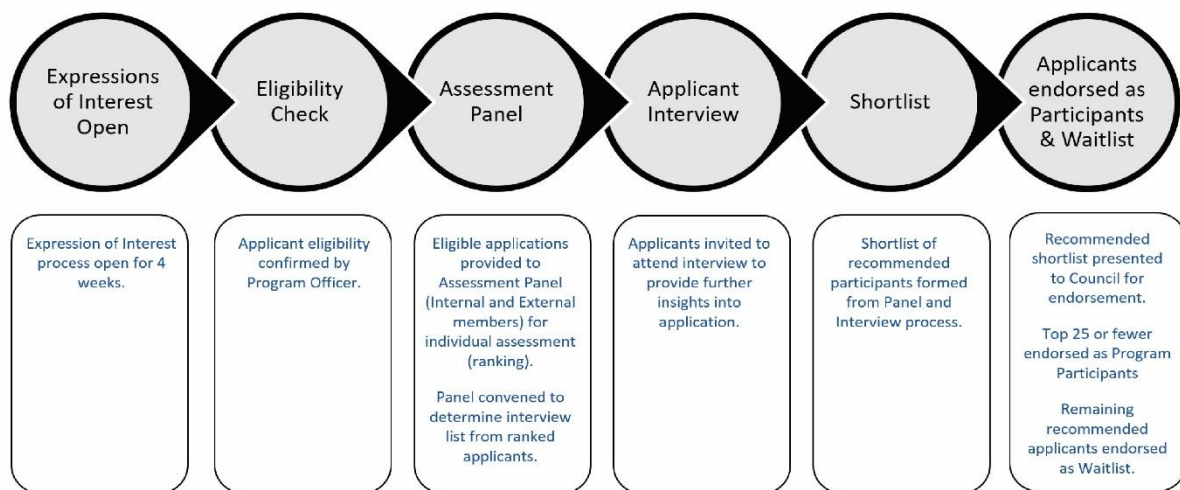 Expressions
of Interest
Open
Eligibility
Check
Assessment
Panel
Applicant
Interview
Shortlist
Applicants
endorsed as
Participants
& Waitlist
Expression of Interest
process open for 4
weeks.
Applicant eligibility
confirmed by
Program Officer.
Eligible applications
provided to
Assessment Panel
(Internal and External
members) for
individual assessment
(ranking).
Panel convened to
determine interview
list from ranked
applicants.
Applicants invited to
attend interview to
provide further
insights into
application.
Shortlist of
recommended
participants formed
from Panel and
Interview process.
Recommended
shortlist presented
to Council for
endorsement.
Top 25 or fewer
endorsed as Program
Participants
Remaining
recommended
applicants endorsed
as Waitlist.